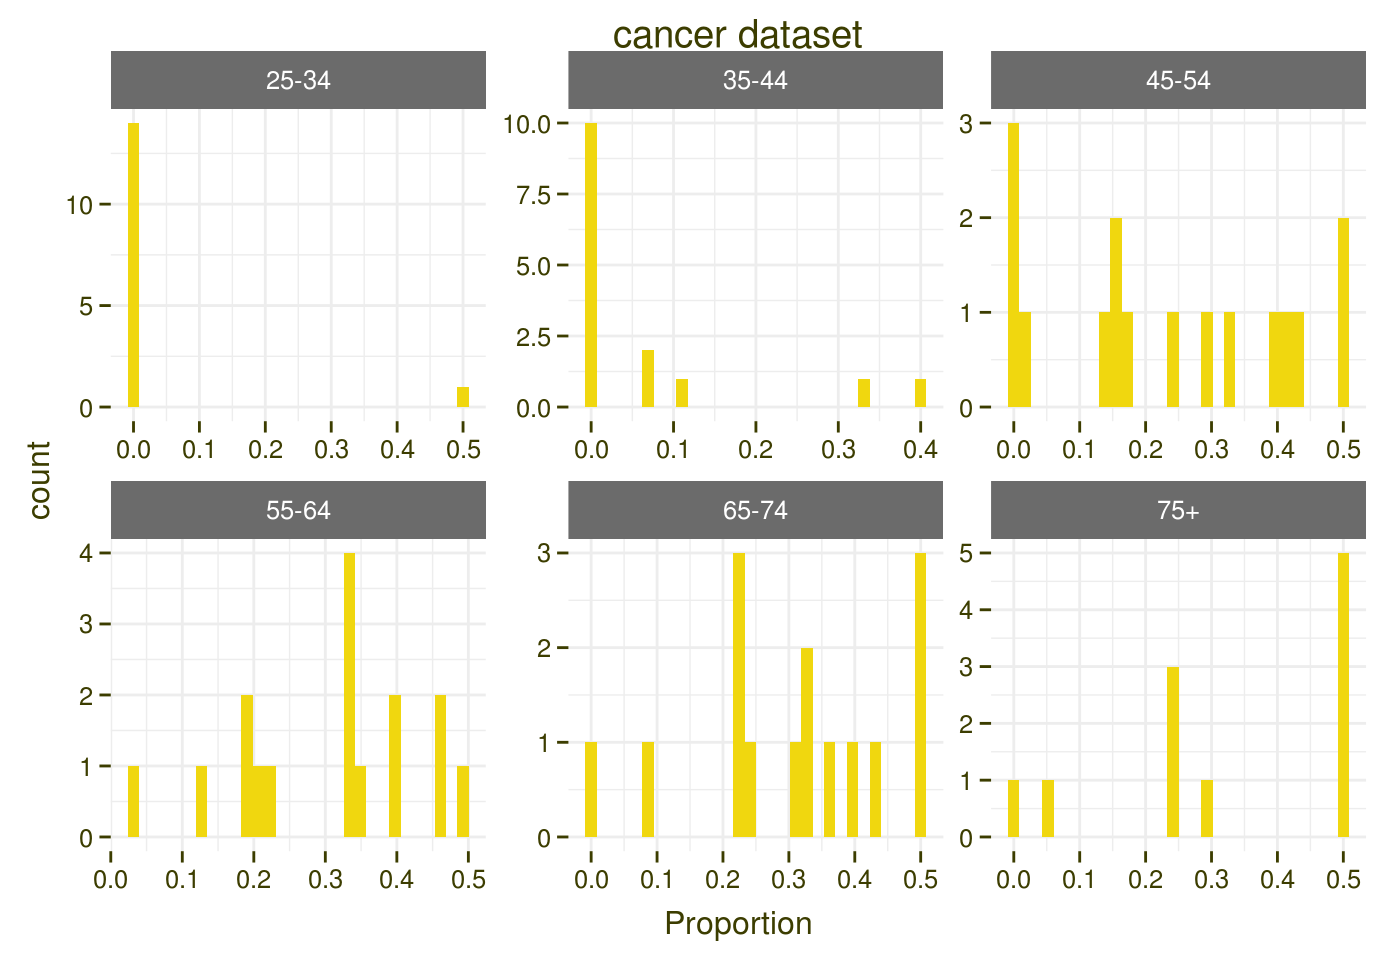 cancer dataset
25-34 35-44 45-54
10 5 0
10.0 7.5 5.0 2.5 0.0
3 2 1 0
0.0 0.1 0.2 0.3 0.4 0.5
0.0 0.1 0.2 0.3 0.4
0.0 0.1 0.2 0.3 0.4 0.5
count
55-64 65-74 75+
4 3 2 1 0
3 2 1 0
5 4 3 2 1 0
0.0 0.1 0.2 0.3 0.4 0.5
0.0 0.1 0.2 0.3 0.4 0.5
0.0 0.1 0.2 0.3 0.4 0.5
Proportion